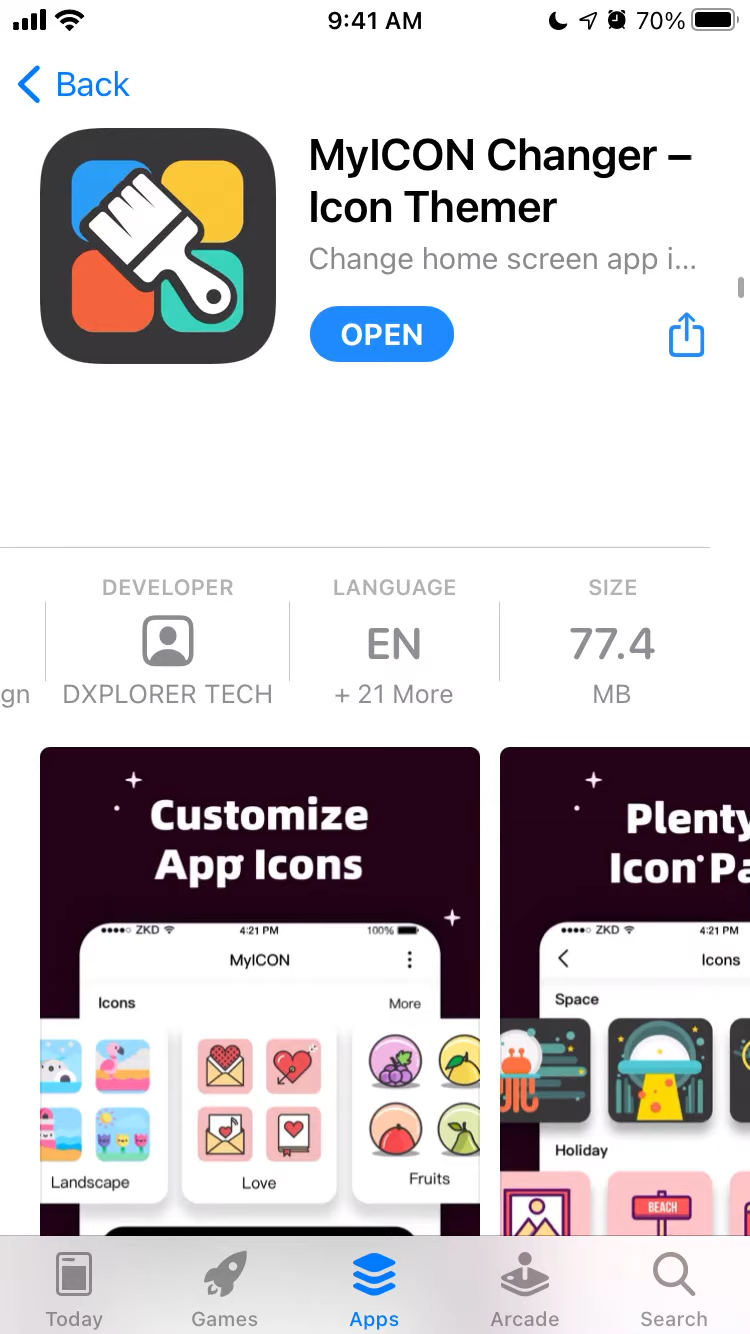 9:41 AM
70%
Back
MyICON Changer –
Icon Themer
Change home screen app i...
OPEN
DEVELOPER
LANGUAGE
SIZE
EN
77.4
gn
DXPLORER TECH
+ 21 More
MB
Customize
App Icons
ZKD
4:21 PM
100%
MyICON
Icons
More
Landscape
Love
Fruits
Plenty
Icon Pa
ZKD
4:21 PM
Icons
Space
Holiday
BEACH
Today
Games
Apps
Arcade
Search